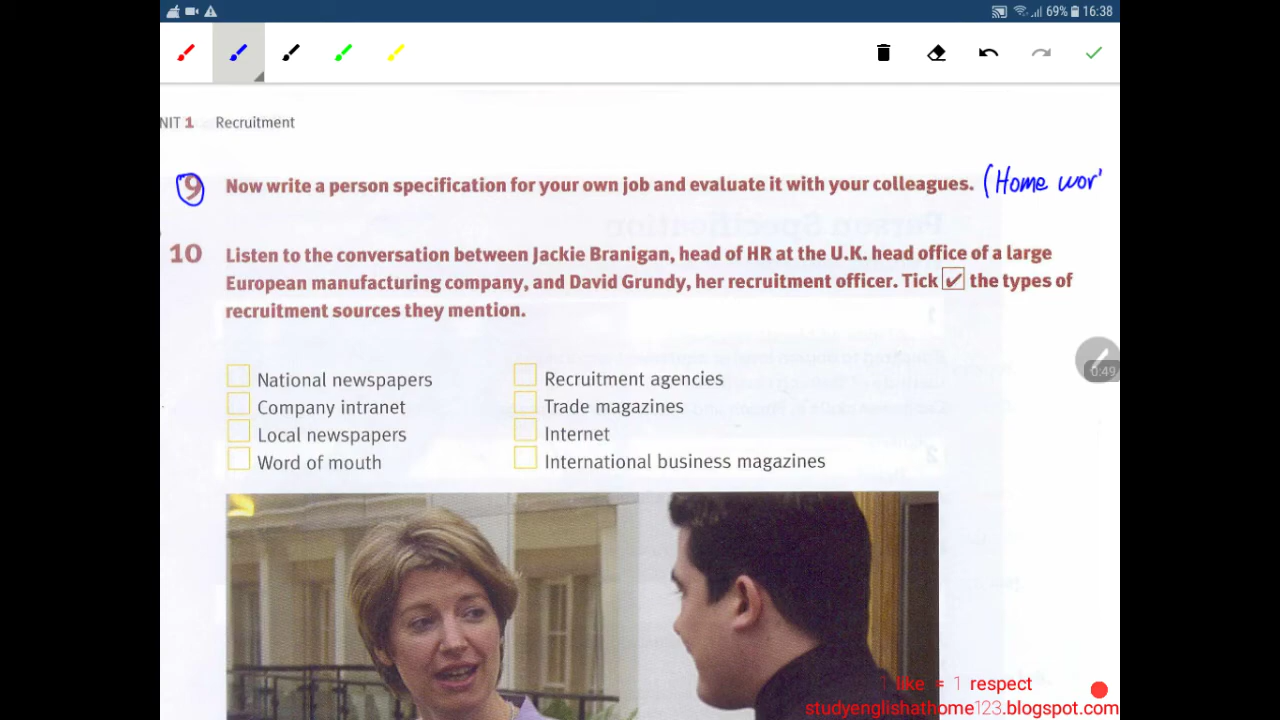 69% 16:38
NIT 1 Recruitment
9 Now write a person specification for your own job and evaluate it with your colleagues. (Home wor
10 Listen to the conversation between Jackie Branigan, head of HR at the U.K. head office of a large
European manufacturing company, and David Grundy, her recruitment officer. Tick ✓ the types of
recruitment sources they mention.
National newspapers
Company intranet
Local newspapers
Word of mouth
Recruitment agencies
Trade magazines
Internet
International business magazines
0:49
1 like = 1 respect
studyenglishathome123.blogspot.com